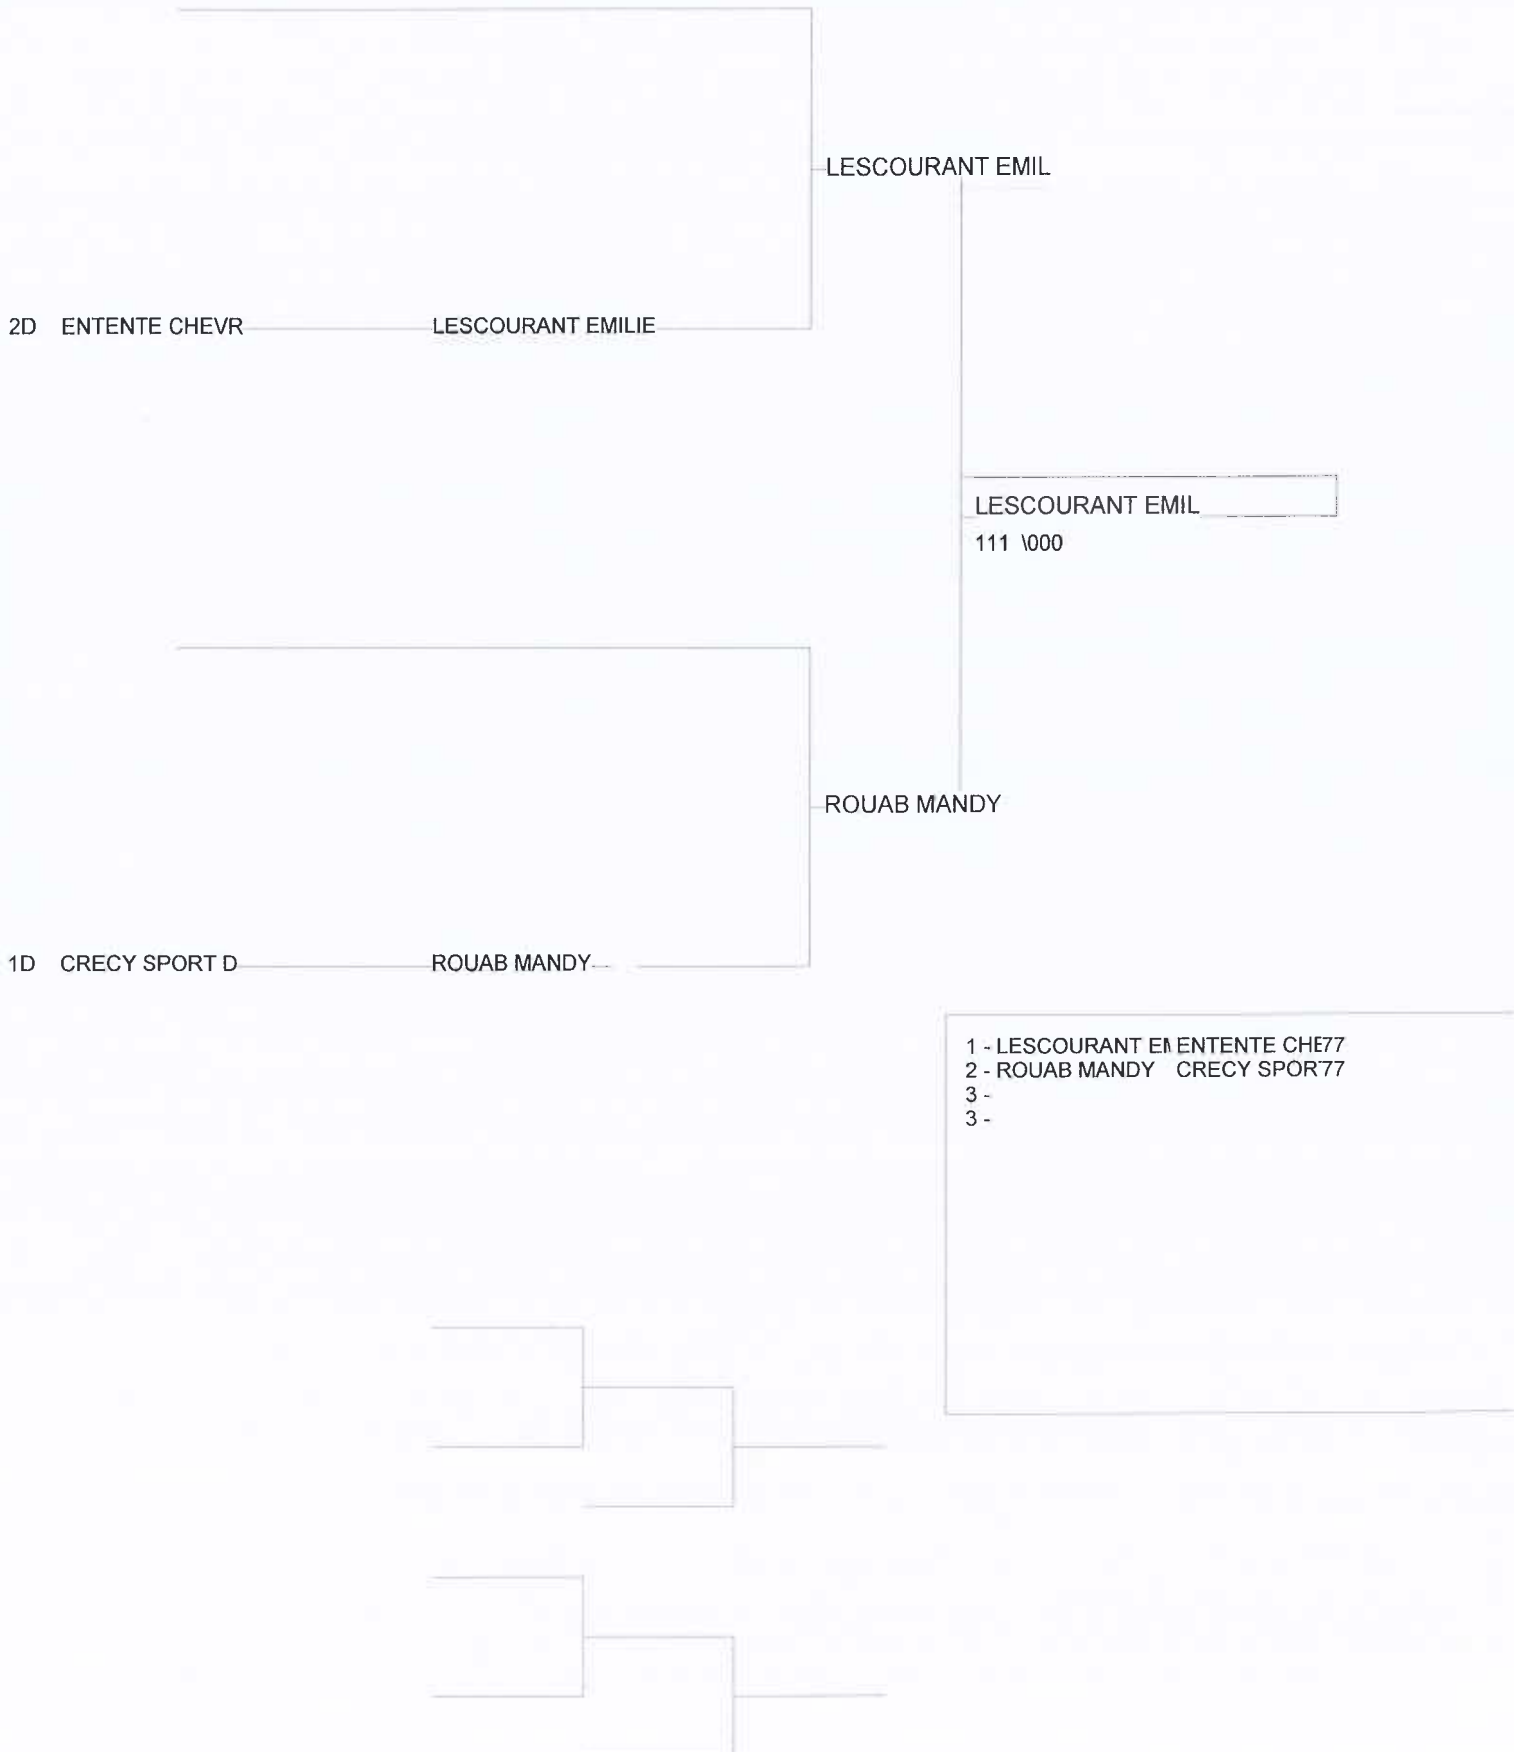 LESCOURANT EMIL
2D ENTENTE CHEVR LESCOURANT EMILIE
LESCOURANT EMIL
111 \000
ROUAB MANDY
1D CRECY SPORT D ROUAB MANDY
1 - LESCOURANT EM ENTENTE CHE77
2 - ROUAB MANDY CRECY SPOR77
3 -
3 -